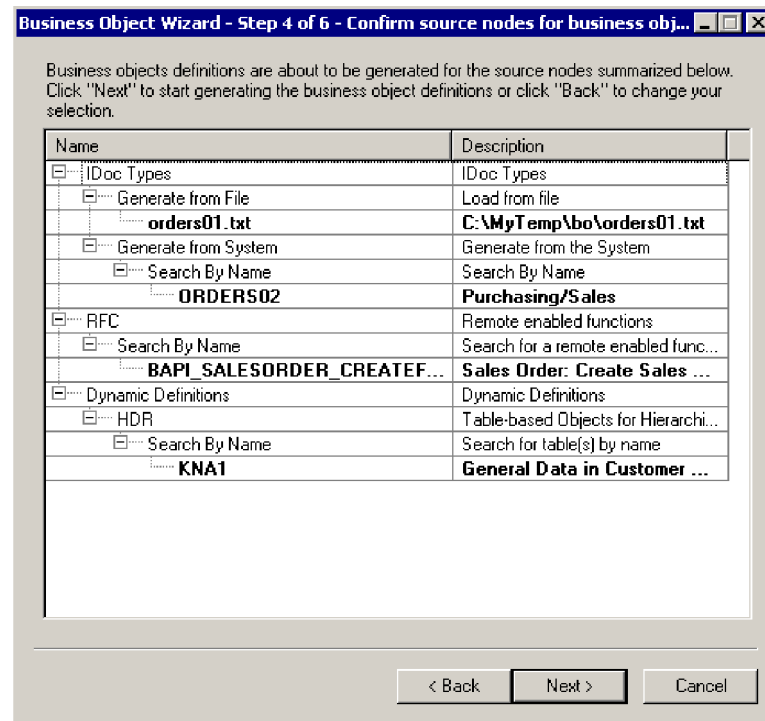 Business Object Wizard - Step 4 of 6 - Confirm source nodes for business obj...
Business objects definitions are about to be generated for the source nodes summarized below.
Click "Next" to start generating the business object definitions or click "Back" to change your
selection.
Name Description
IDoc Types IDoc Types
Generate from File Load from file
orders01.txt C:\MyTemp\bo\orders01.txt
Generate from System Generate from the System
Search By Name Search By Name
ORDERS02 Purchasing/Sales
RFC Remote enabled functions
Search By Name Search for a remote enabled func...
BAPI_SALESORDER_CREATEF... Sales Order: Create Sales ...
Dynamic Definitions Dynamic Definitions
HDR Table-based Objects for Hierarchi...
Search By Name Search for table(s) by name
KNA1 General Data in Customer ...
< Back Next > Cancel